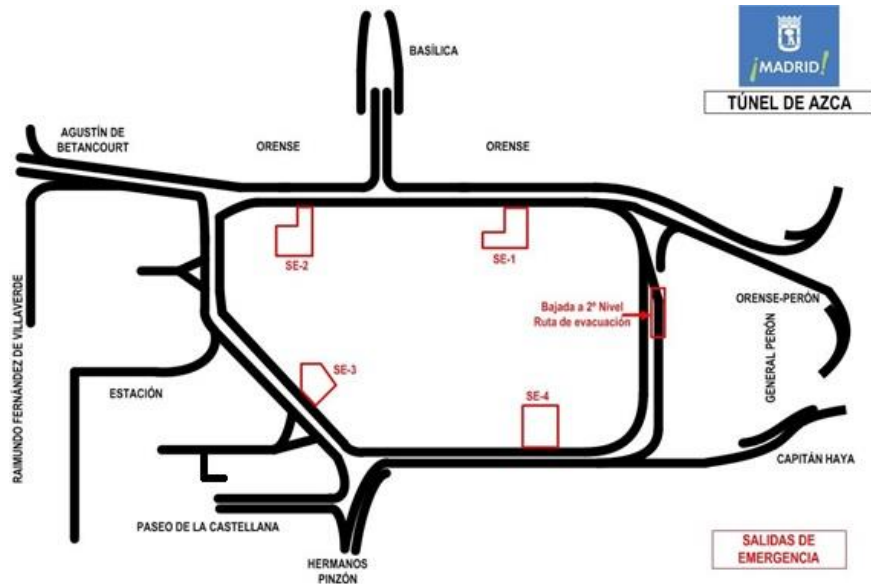 ¡MADRID!
TÚNEL DE AZCA
BASÍLICA
AGUSTÍN DE
BETANCOURT
ORENSE
ORENSE
SE-2
SE-1
RAIMUNDO FERNÁNDEZ DE VILLAVERDE
Bajada a 2º Nivel
Ruta de evacuación
ORENSE-PERÓN
GENERAL PERÓN
SE-3
ESTACIÓN
SE-4
CAPITÁN HAYA
PASEO DE LA CASTELLANA
HERMANOS
PINZÓN
SALIDAS DE
EMERGENCIA